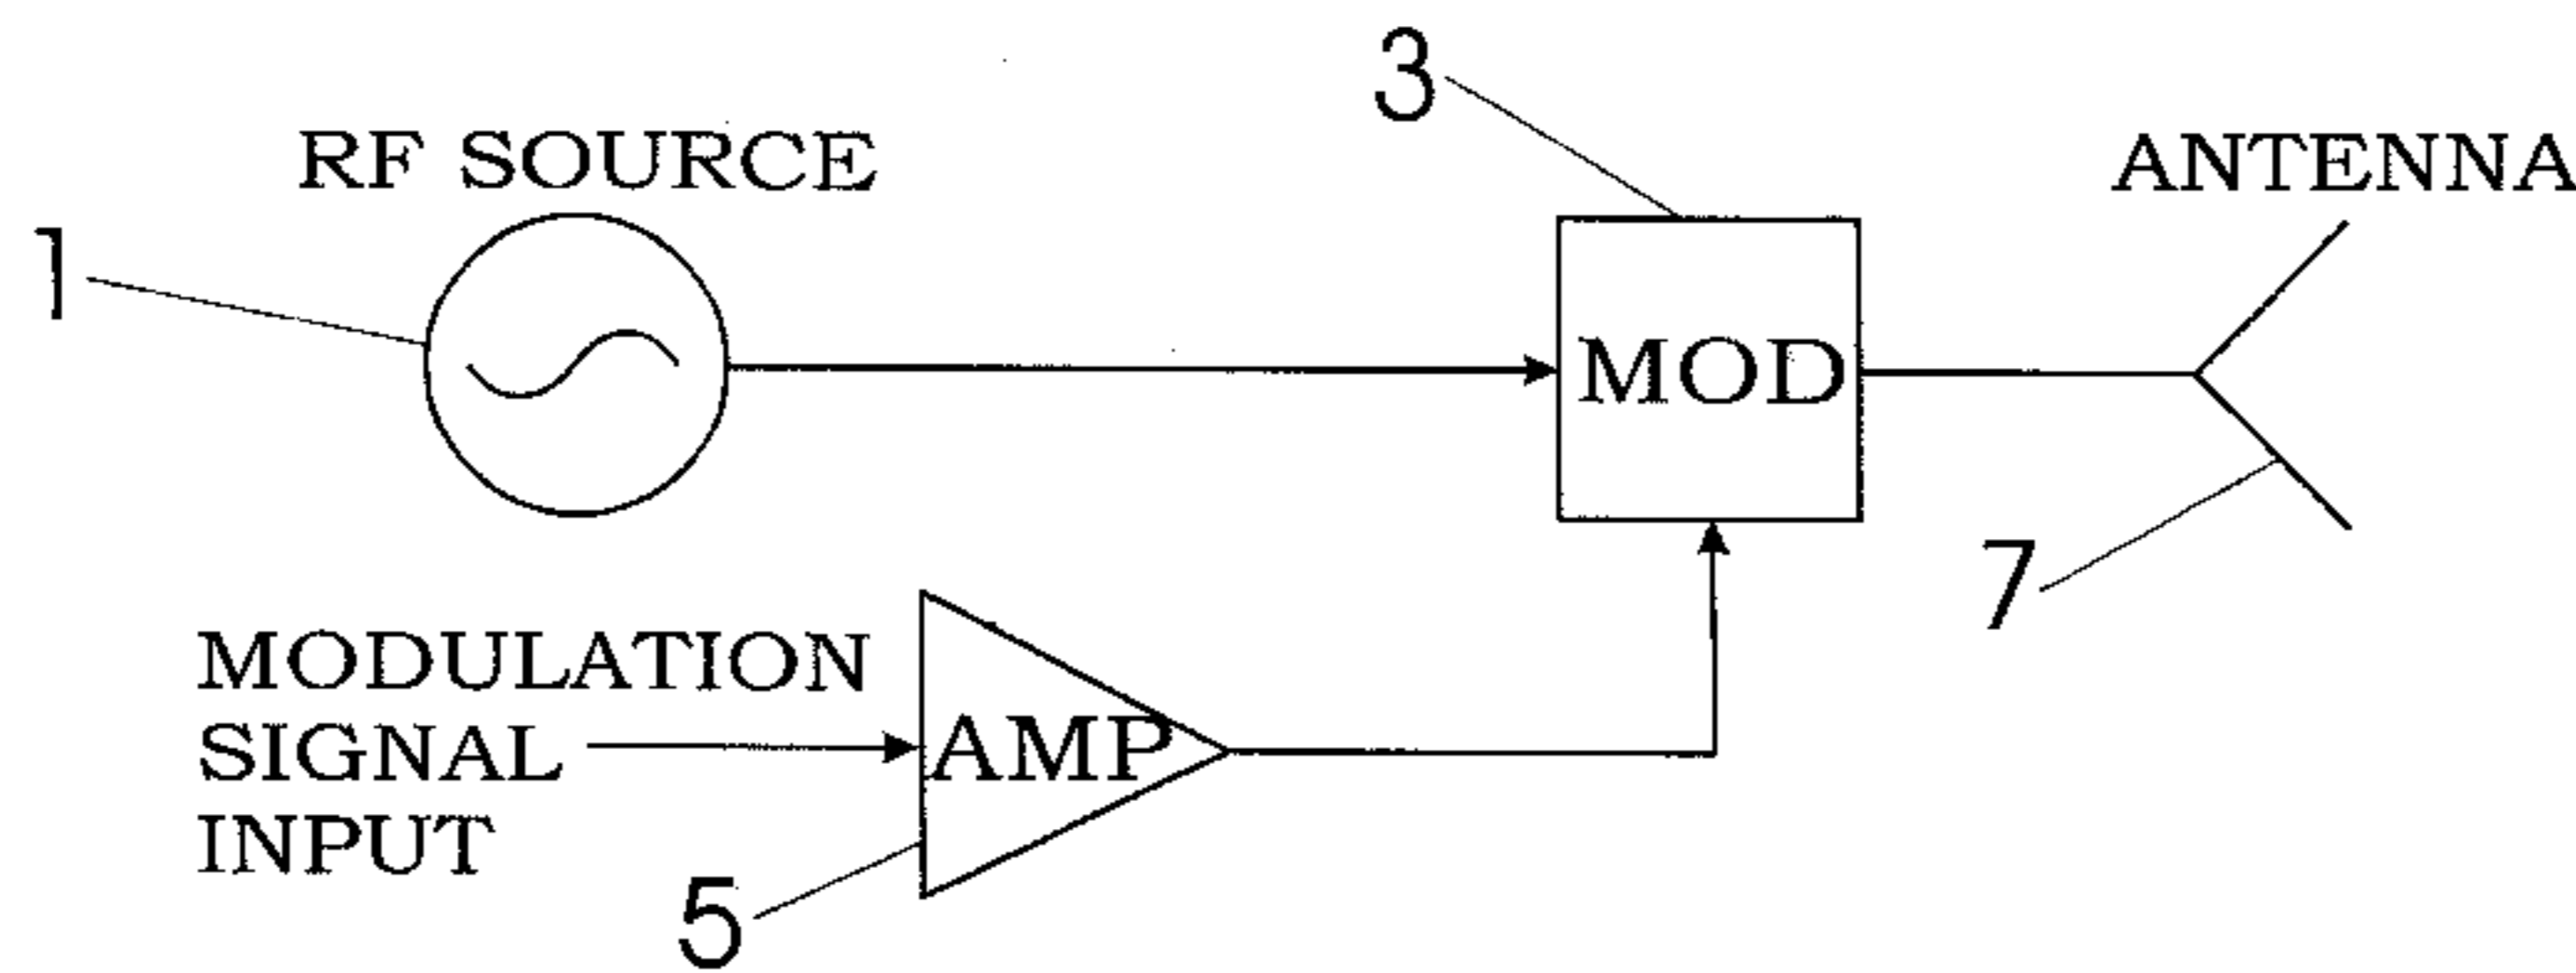 3
RF SOURCE
ANTENNA
1
MOD
7
MODULATION
SIGNAL
INPUT
AMP
5